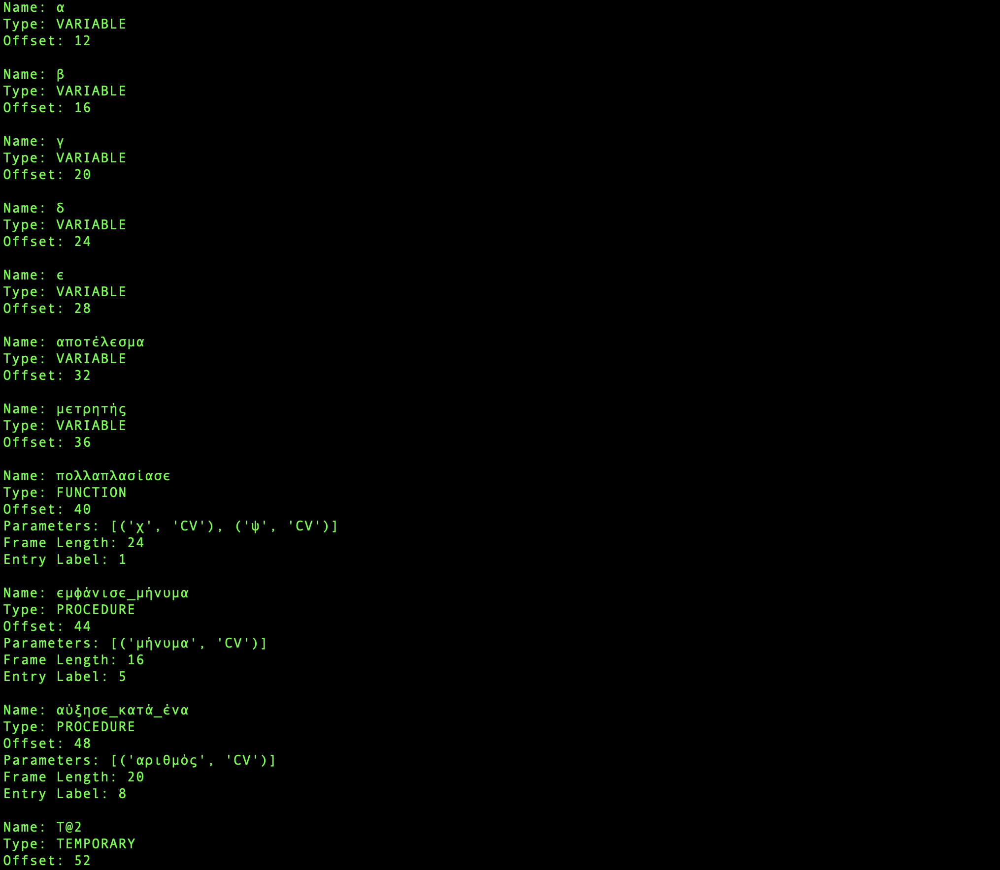 Name: α
Type: VARIABLE
Offset: 12
Name: β
Type: VARIABLE
Offset: 16
Name: γ
Type: VARIABLE
Offset: 20
Name: δ
Type: VARIABLE
Offset: 24
Name: ε
Type: VARIABLE
Offset: 28
Name: αποτέλεσμα
Type: VARIABLE
Offset: 32
Name: μετρητής
Type: VARIABLE
Offset: 36
Name: πολλαπλασίασε
Type: FUNCTION
Offset: 40
Parameters: [('χ', 'CV'), ('ψ', 'CV')]
Frame Length: 24
Entry Label: 1
Name: εμφάνισε_μήνυμα
Type: PROCEDURE
Offset: 44
Parameters: [('μήνυμα', 'CV')]
Frame Length: 16
Entry Label: 5
Name: αύξησε_κατά_ένα
Type: PROCEDURE
Offset: 48
Parameters: [('αριθμός', 'CV')]
Frame Length: 20
Entry Label: 8
Name: T@2
Type: TEMPORARY
Offset: 52